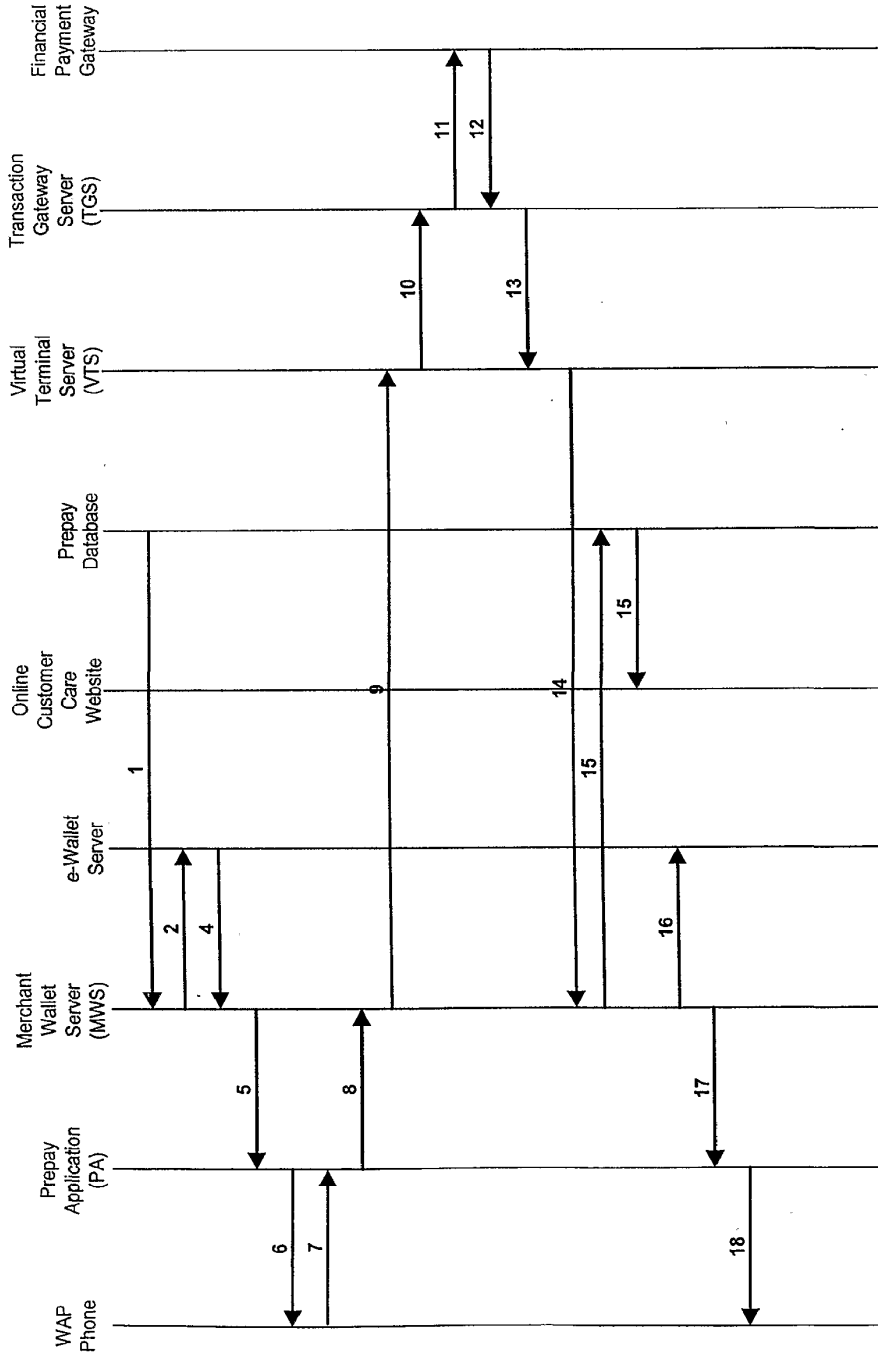 WAP
Phone
Prepay
Application
(PA)
Merchant
Wallet
Server
(MWS)
e-Wallet
Server
Online
Customer
Care
Website
Prepay
Database
Virtual
Terminal
Server
(VTS)
Transaction
Gateway
Server
(TGS)
Financial
Payment
Gateway
1
2
4
5
6
7
8
9
10
11
12
13
14
15
15
16
17
18